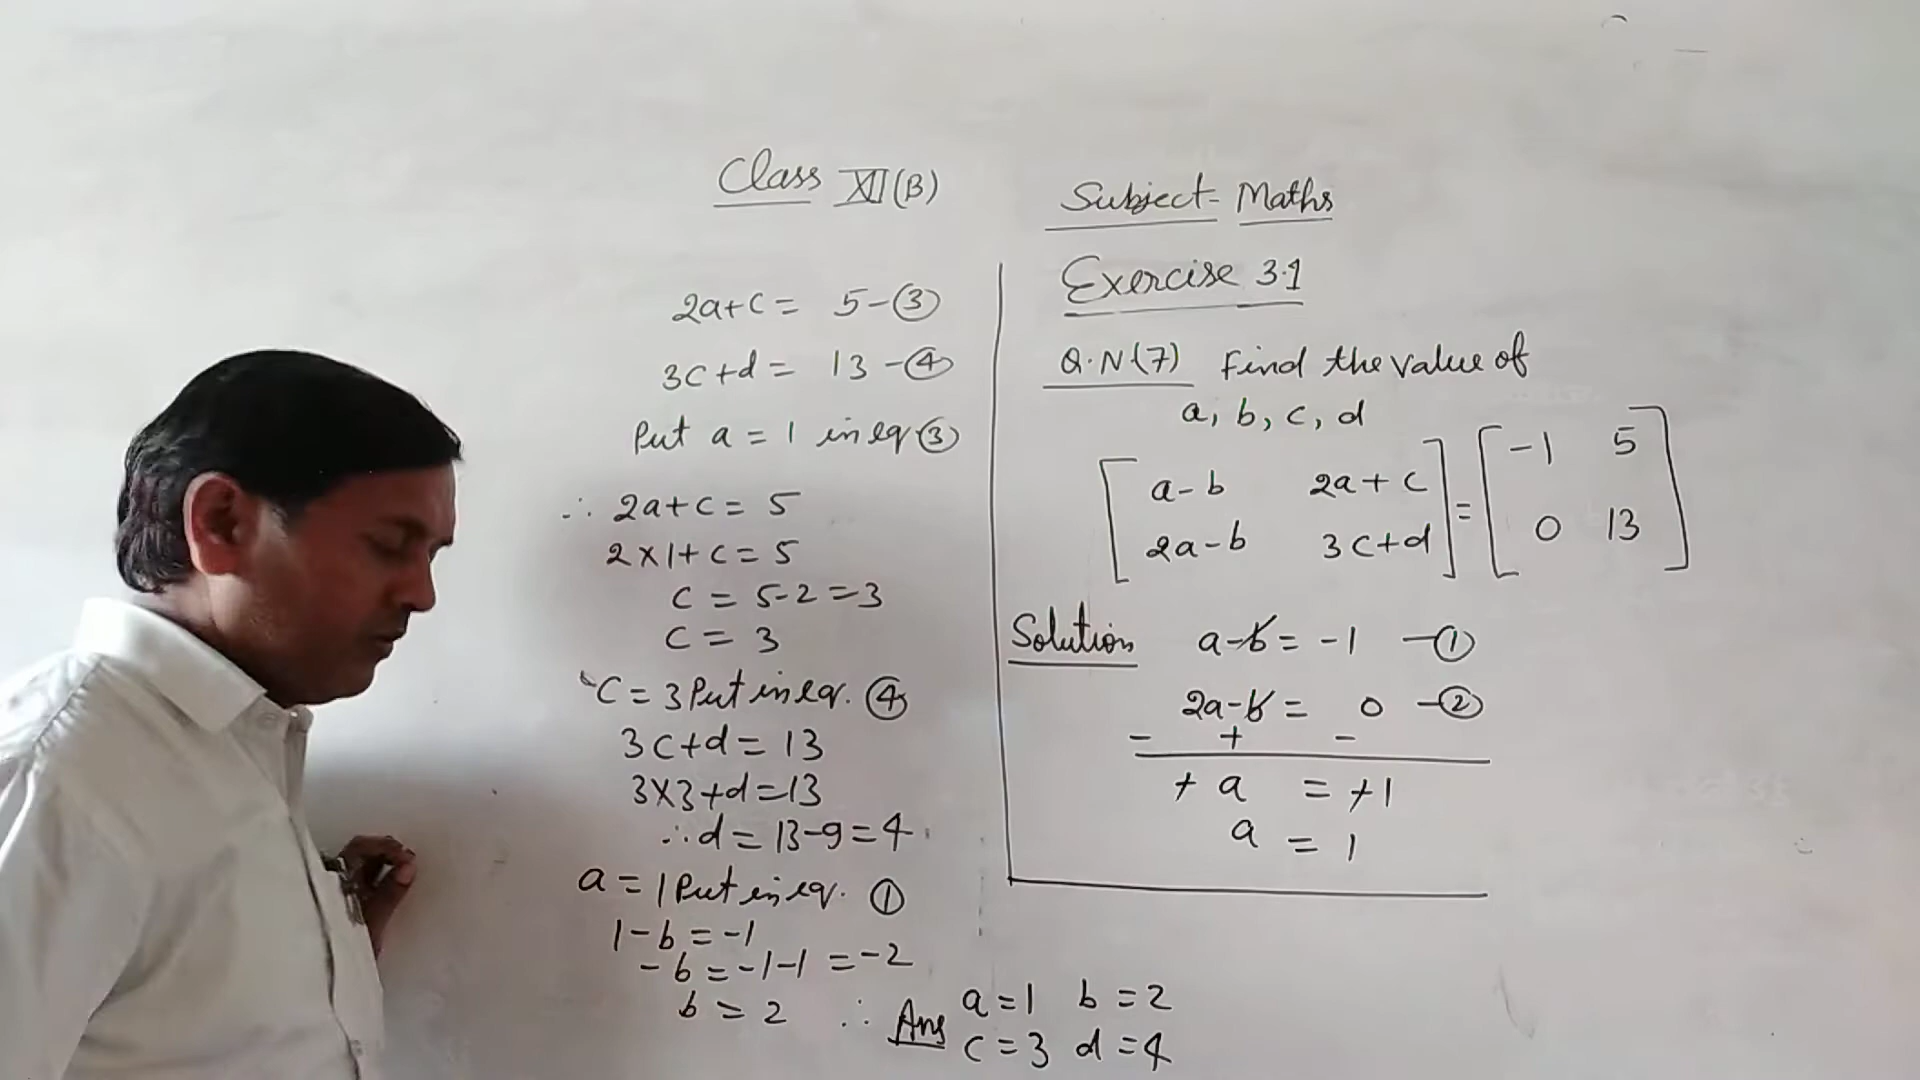 Class XII(B)
Subject- Maths
Exercise 3.1
Q.N(7) Find the value of
a, b, c, d
[a-b 2a+c] = [-1 5]
[2a-b 3c+d] [0 13]
Solution a-b = -1 -①
2a-b = 0 -②
- + -
+ a = +1
a = 1
2a+c = 5-③
3c+d = 13-④
Put a = 1 in eq ③
∴ 2a+c = 5
2×1+c = 5
c = 5-2 = 3
c = 3
c = 3 Put in eq. ④
3c+d = 13
3×3+d = 13
∴ d = 13-9 = 4
a = 1 Put in eq. ①
1-b = -1
-b = -1-1 = -2
b = 2
∴ Ans a = 1 b = 2
c = 3 d = 4